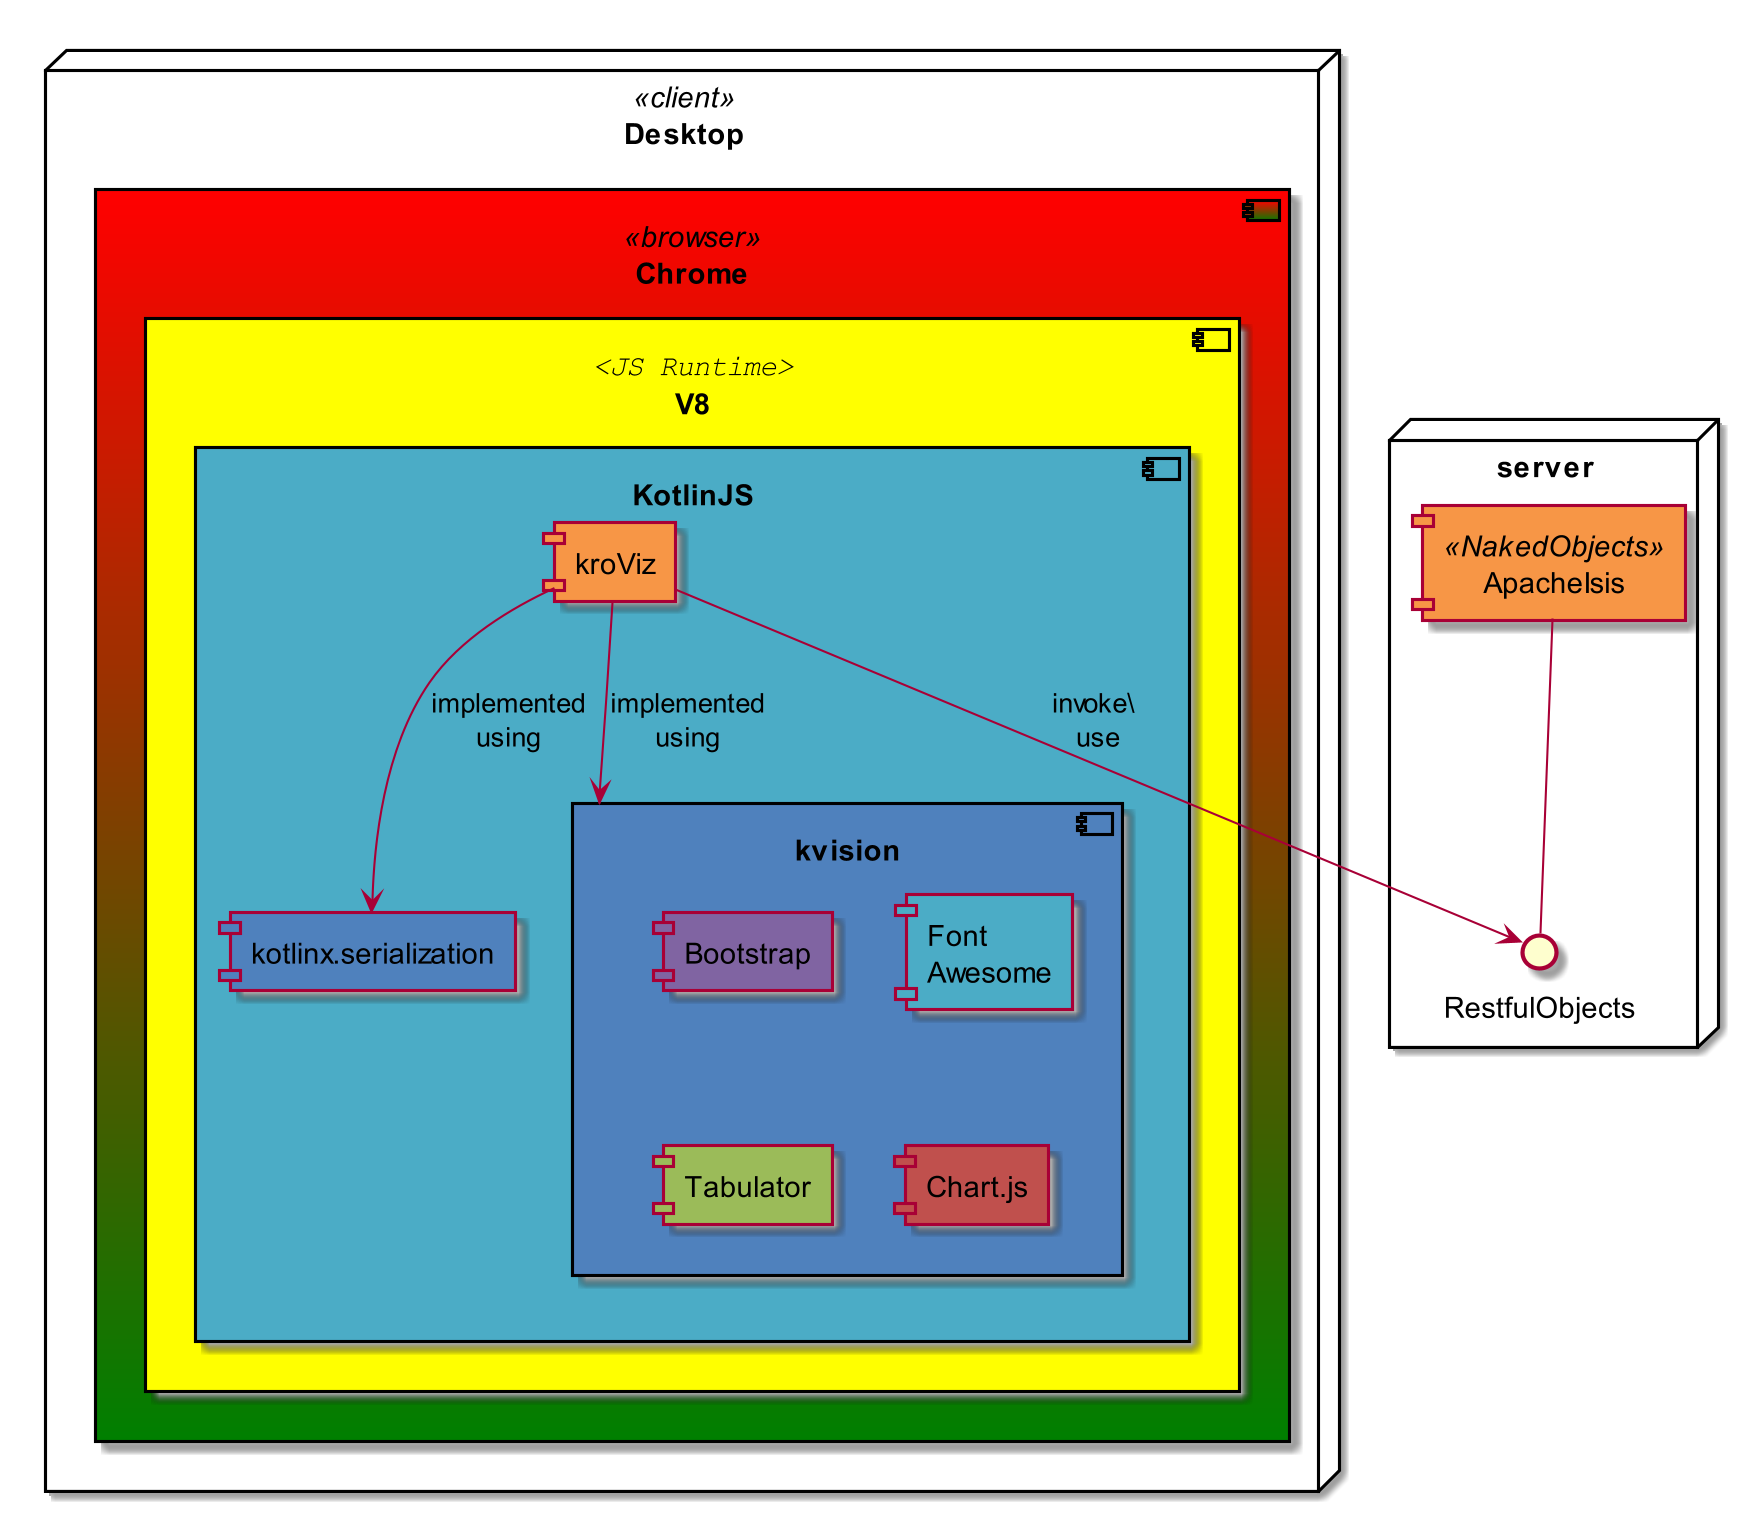 «client»
Desktop
«browser»
Chrome
<JS Runtime>
V8
KotlinJS
kroViz
implemented
using
implemented
using
invoke\
use
kotlinx.serialization
kvision
Bootstrap
Font
Awesome
Tabulator
Chart.js
server
«NakedObjects»
ApacheIsis
RestfulObjects